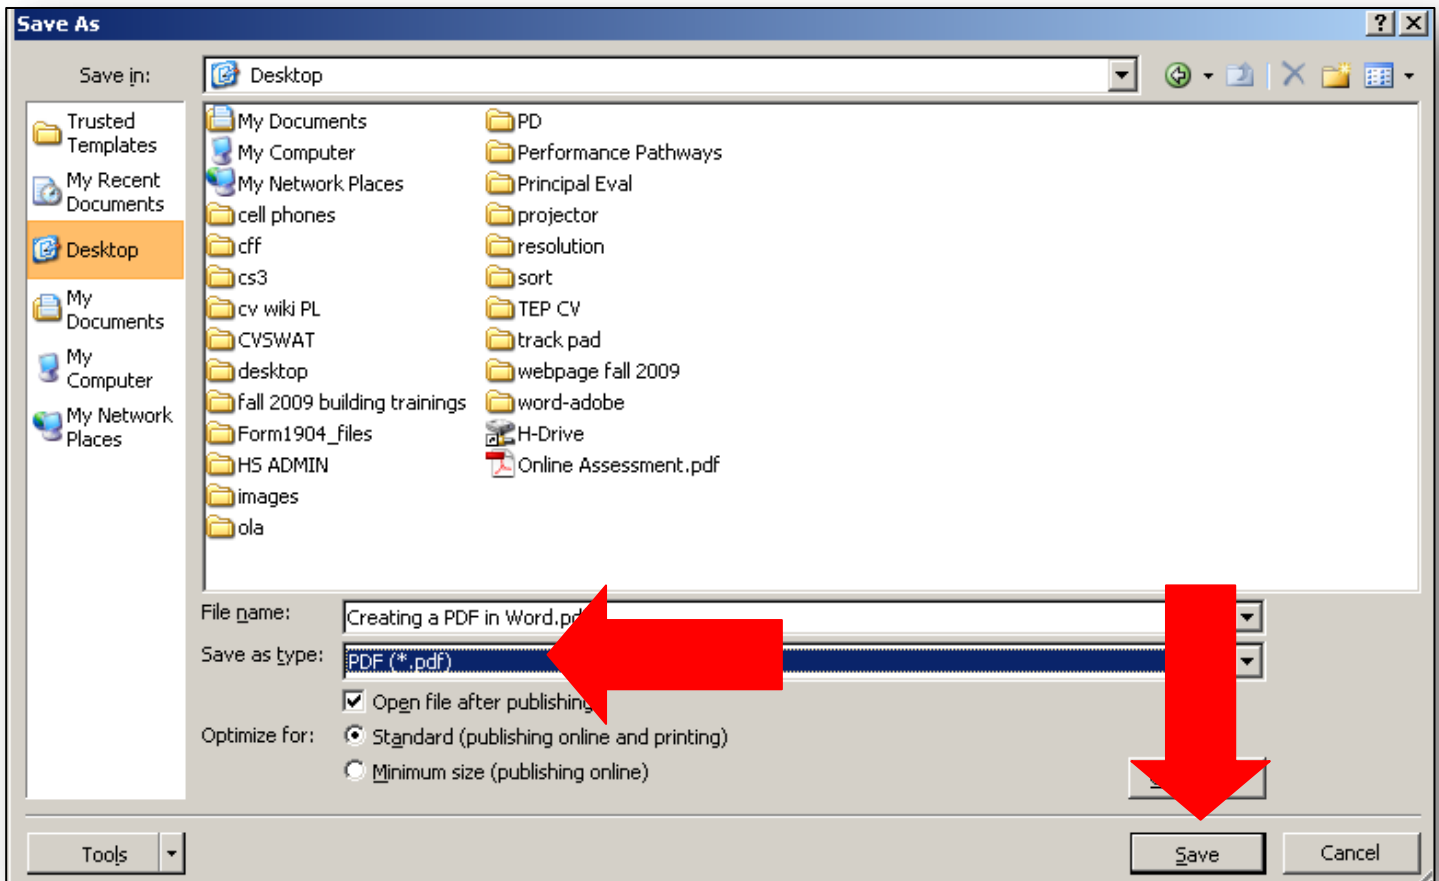 Save As
Save in:
Desktop
Trusted
Templates
My Recent
Documents
Desktop
My
Documents
My
Computer
My Network
Places
My Documents
My Computer
My Network Places
cell phones
cff
cs3
cv wiki PL
CVSWAT
desktop
fall 2009 building trainings
Form1904_files
HS ADMIN
images
ola
PD
Performance Pathways
Principal Eval
projector
resolution
sort
TEP CV
track pad
webpage fall 2009
word-adobe
H-Drive
Online Assessment.pdf
File name:
Creating a PDF in Word.pd
Save as type:
PDF (*.pdf)
Open file after publishing
Optimize for:
Standard (publishing online and printing)
Minimum size (publishing online)
Tools
Save
Cancel